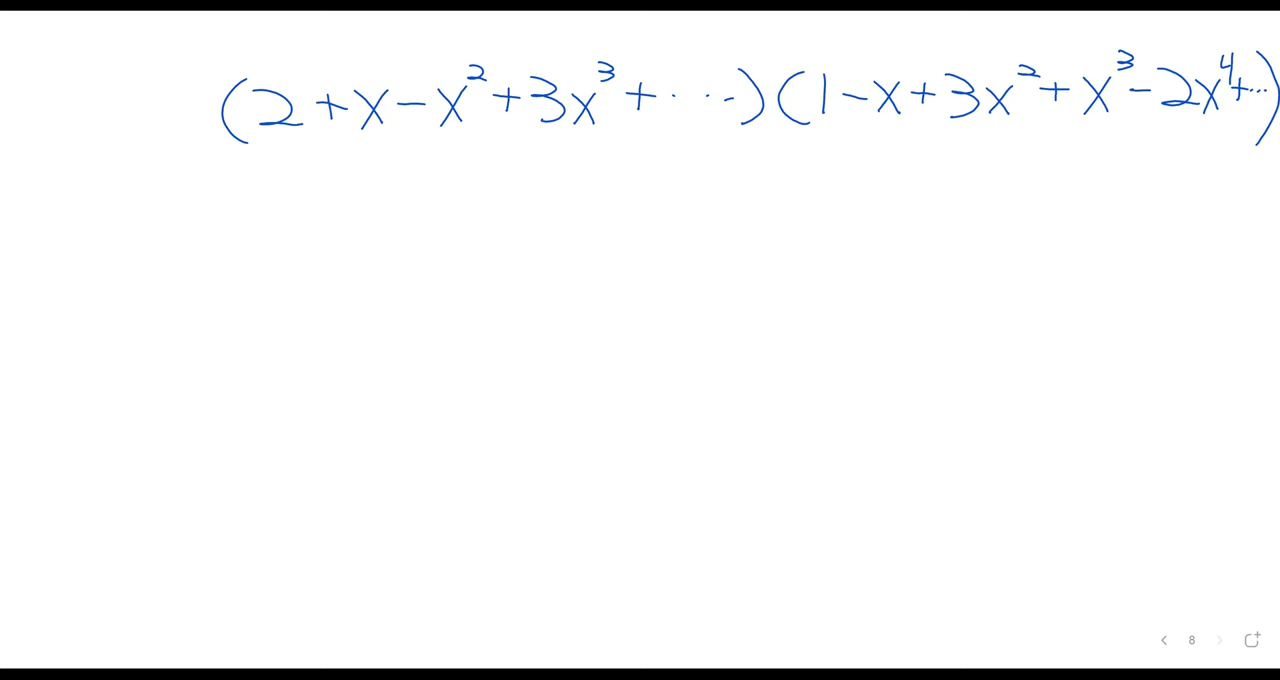 (2 + x - x² + 3x³ + ...)(1 - x + 3x² + x³ - 2x⁴ + ...)
8